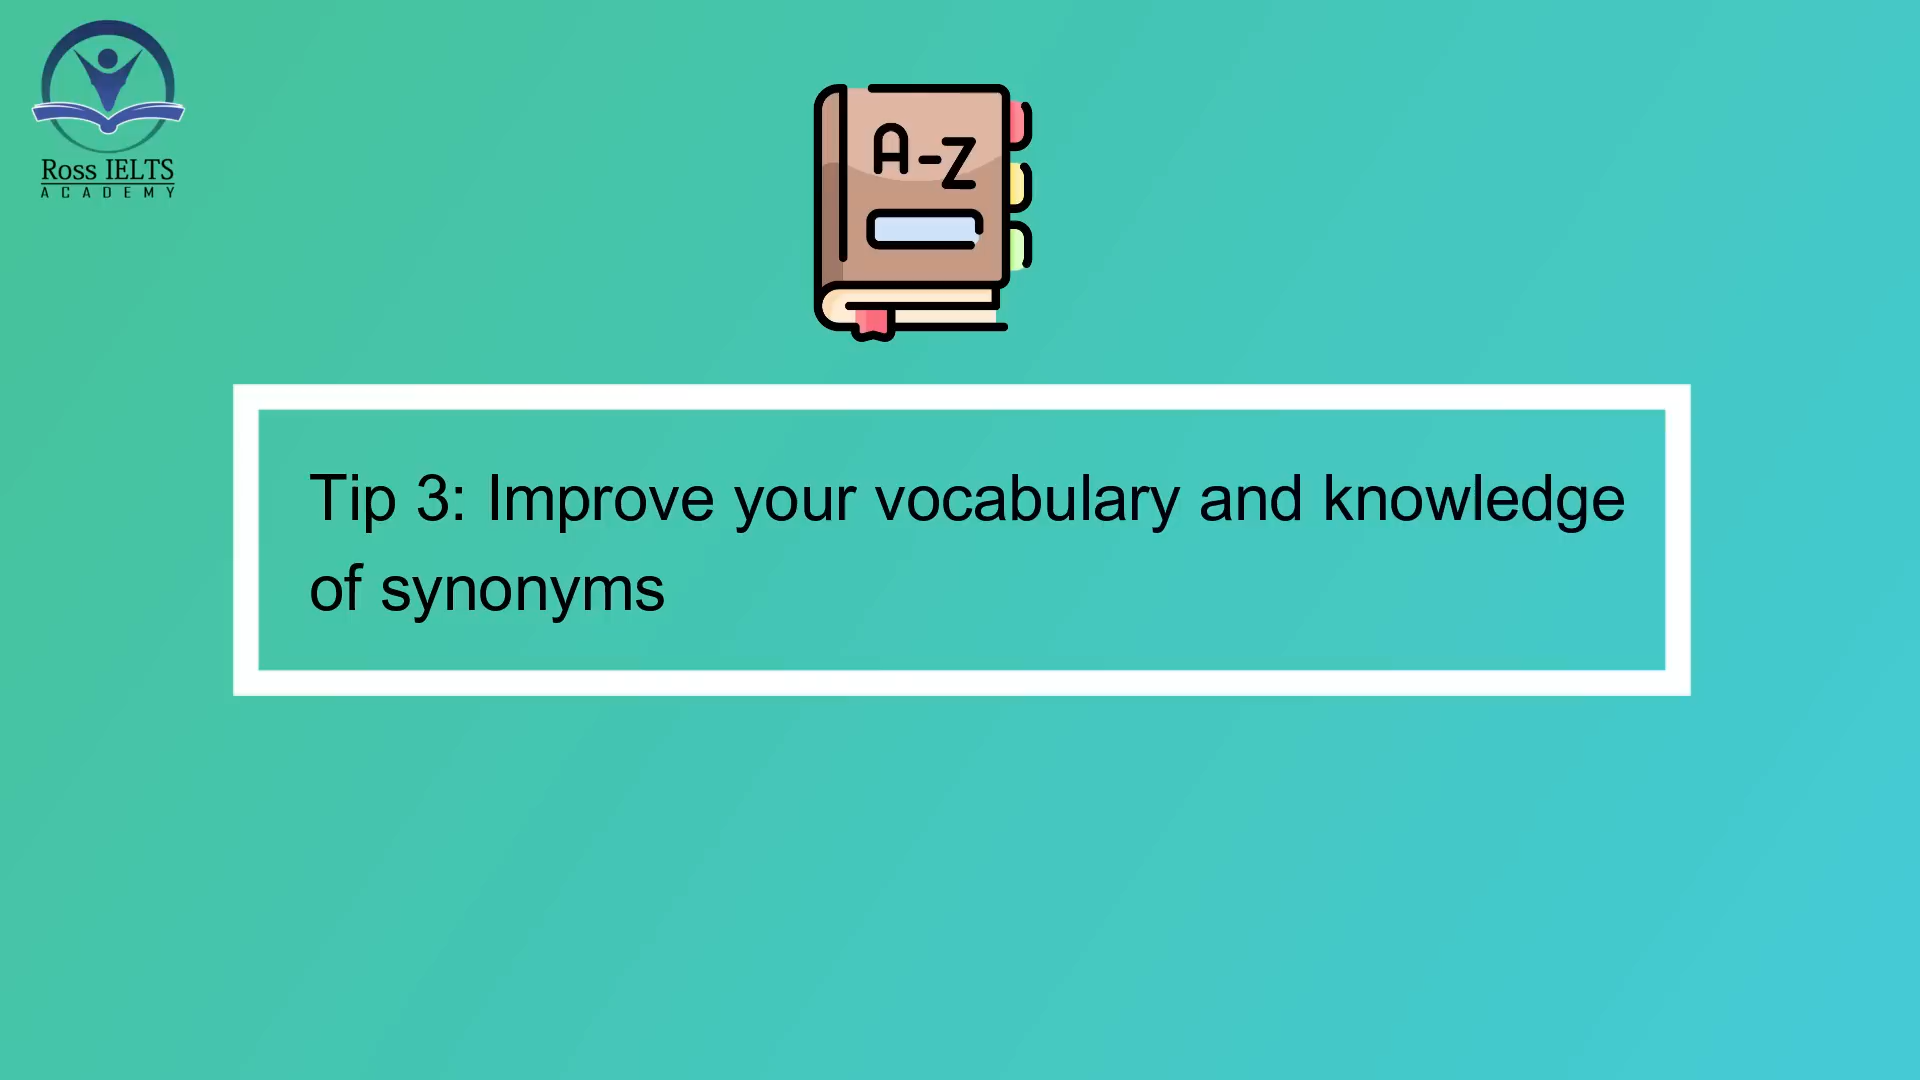 Ross IELTS
ACADEMY
A-Z
Tip 3: Improve your vocabulary and knowledge
of synonyms